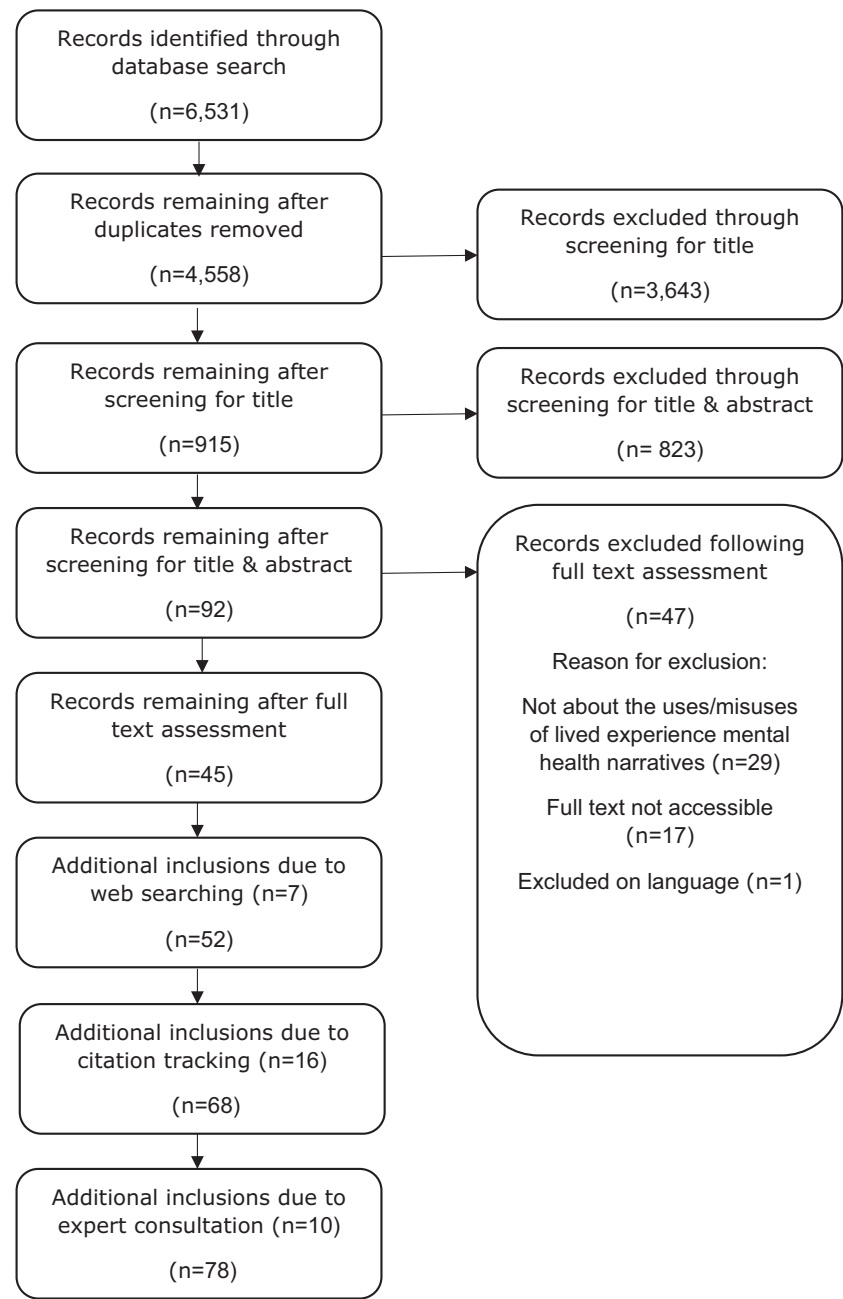 Records identified through
database search
(n=6,531)
Records remaining after
duplicates removed
(n=4,558)
Records excluded through
screening for title
(n=3,643)
Records remaining after
screening for title
(n=915)
Records excluded through
screening for title & abstract
(n= 823)
Records remaining after
screening for title & abstract
(n=92)
Records excluded following
full text assessment
(n=47)
Reason for exclusion:
Not about the uses/misuses
of lived experience mental
health narratives (n=29)
Full text not accessible
(n=17)
Excluded on language (n=1)
Records remaining after full
text assessment
(n=45)
Additional inclusions due to
web searching (n=7)
(n=52)
Additional inclusions due to
citation tracking (n=16)
(n=68)
Additional inclusions due to
expert consultation (n=10)
(n=78)